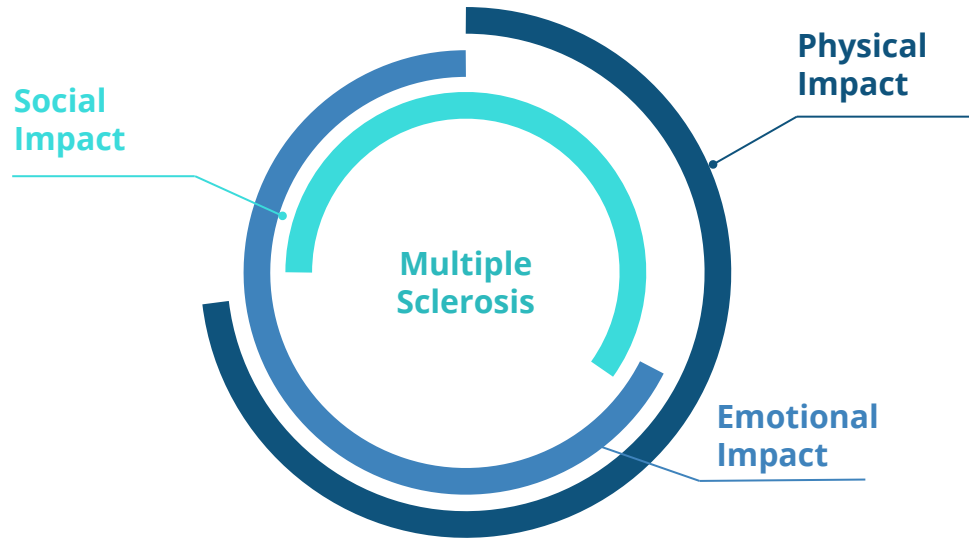 Physical
Impact
Social
Impact
Multiple
Sclerosis
Emotional
Impact